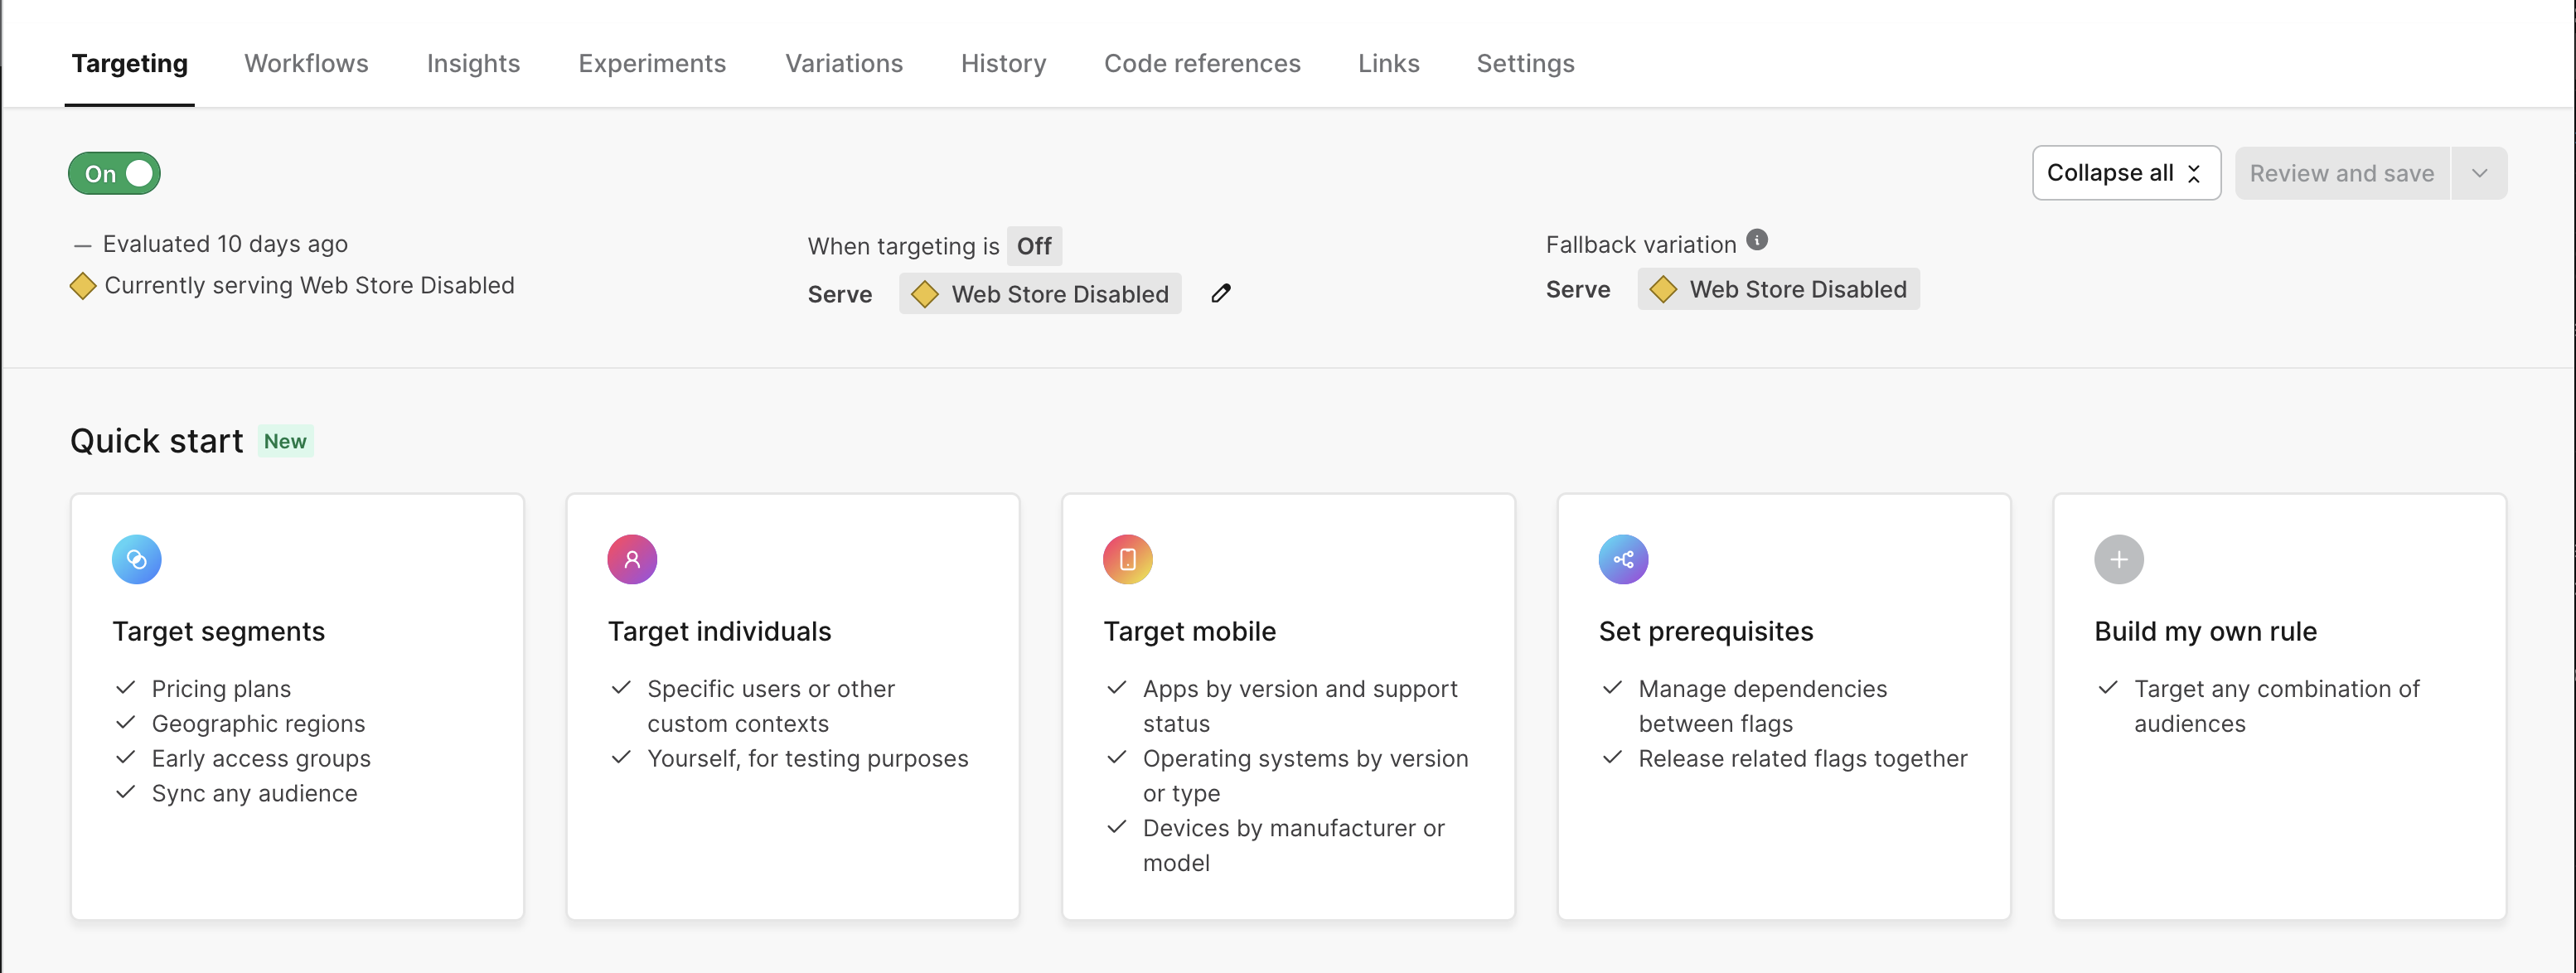 Targeting Workflows Insights Experiments Variations History Code references Links Settings
On
Collapse all
Review and save
Evaluated 10 days ago
Currently serving Web Store Disabled
When targeting is Off
Serve Web Store Disabled
Fallback variation
Serve Web Store Disabled
Quick start New
Target segments
Pricing plans
Geographic regions
Early access groups
Sync any audience
Target individuals
Specific users or other
custom contexts
Yourself, for testing purposes
Target mobile
Apps by version and support
status
Operating systems by version
or type
Devices by manufacturer or
model
Set prerequisites
Manage dependencies
between flags
Release related flags together
Build my own rule
Target any combination of
audiences